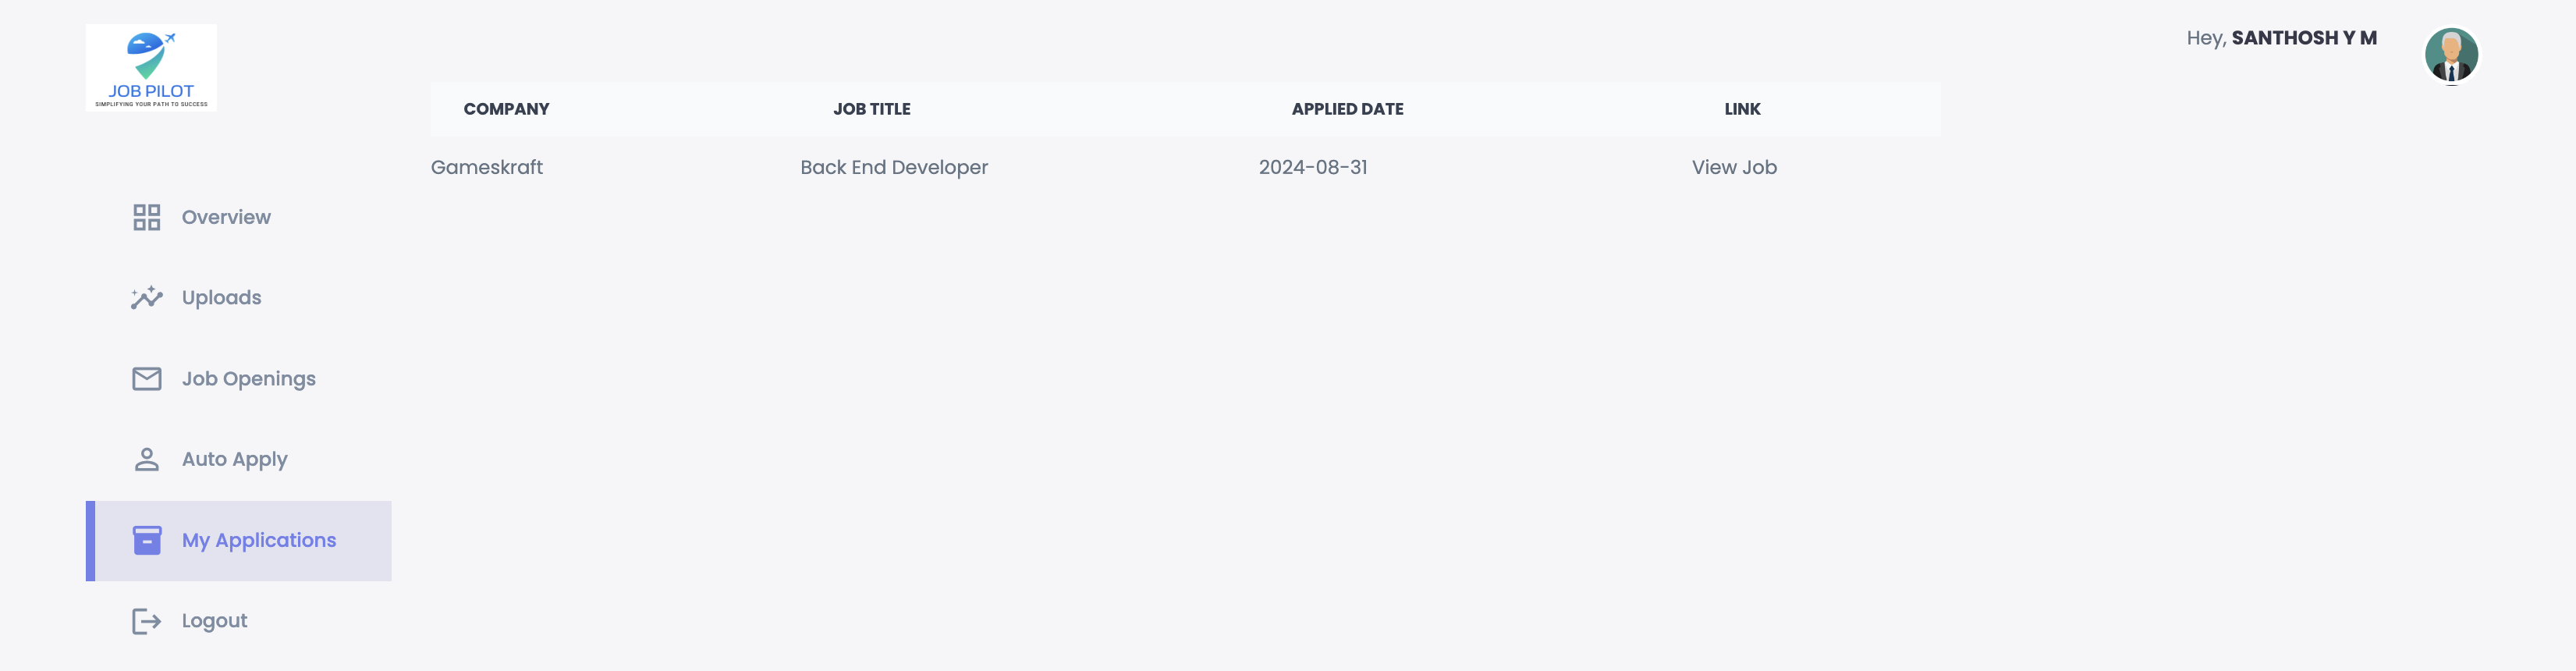 JOB PILOT
SIMPLIFYING YOUR PATH TO SUCCESS
Hey, SANTHOSH Y M
COMPANY JOB TITLE APPLIED DATE LINK
Gameskraft Back End Developer 2024-08-31 View Job
Overview
Uploads
Job Openings
Auto Apply
My Applications
Logout